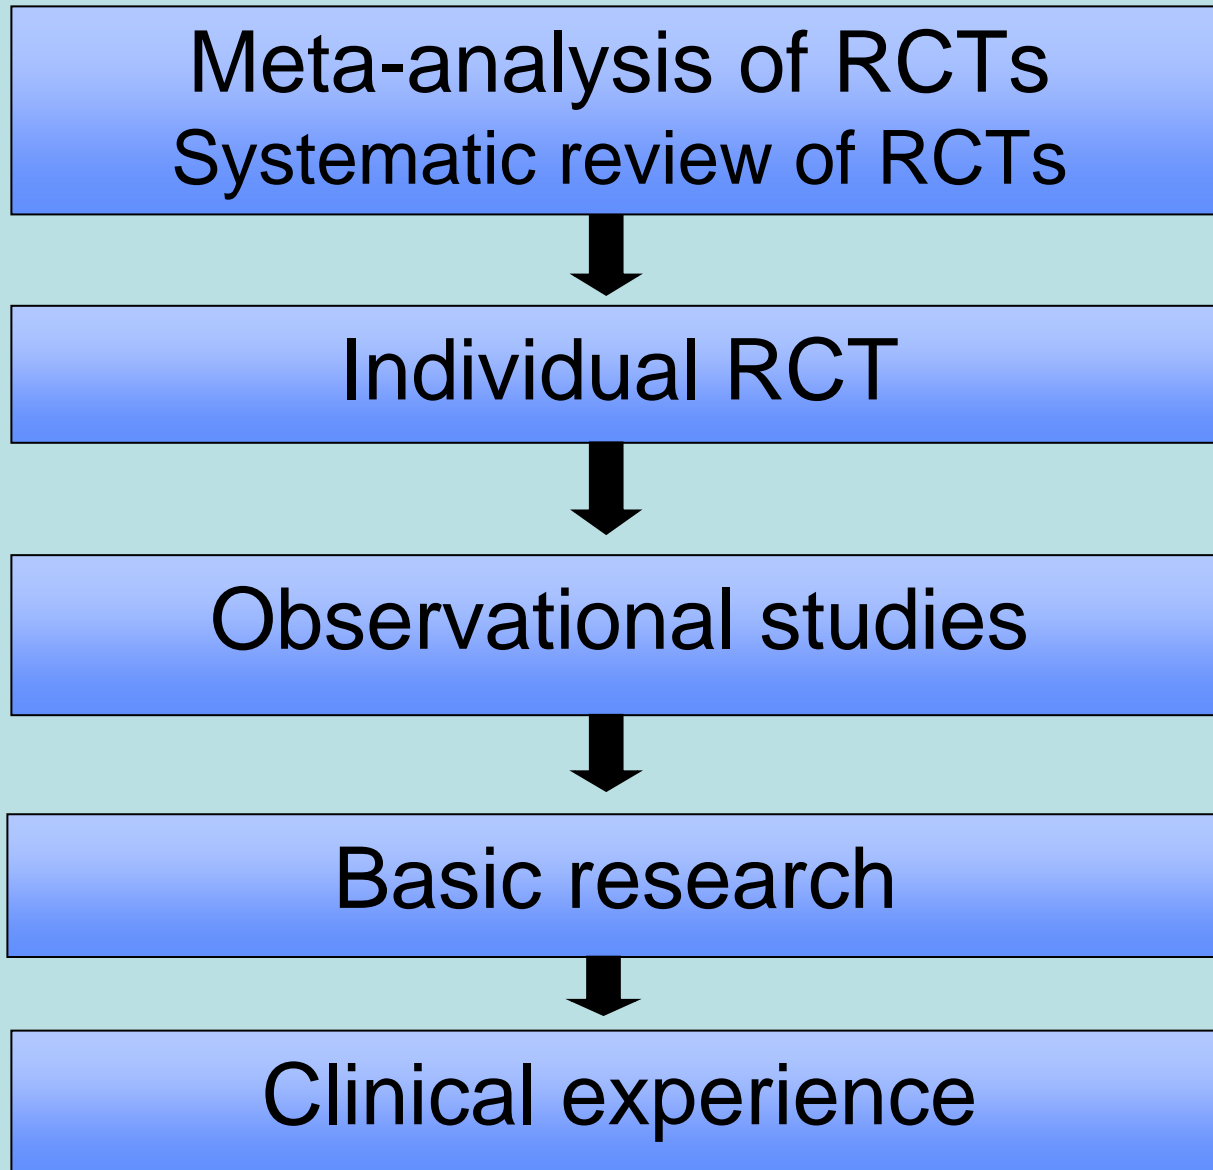 Meta-analysis of RCTs
Systematic review of RCTs
Individual RCT
Observational studies
Basic research
Clinical experience